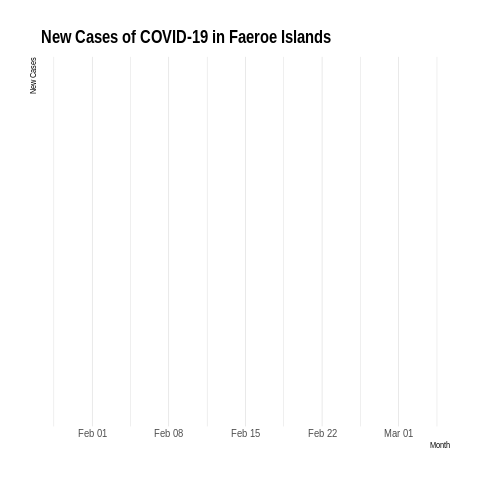 New Cases of COVID-19 in Faeroe Islands
New Cases
Feb 01 Feb 08 Feb 15 Feb 22 Mar 01
Month